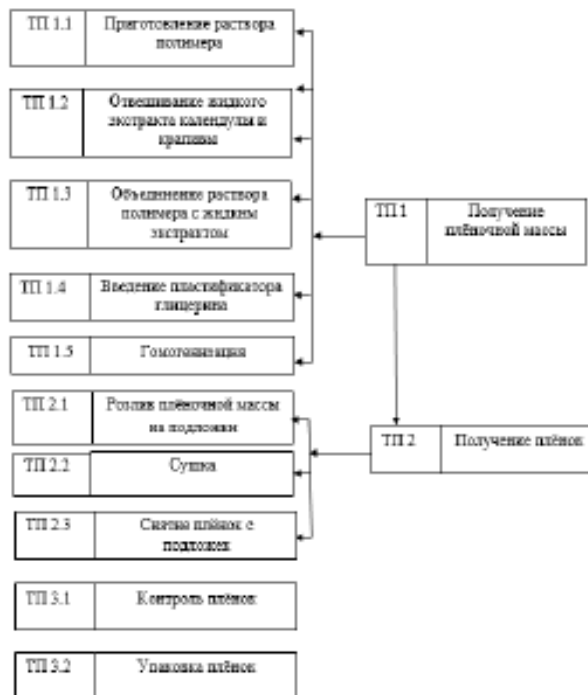 ТП 1.1 Приготовление раствора
полимера
ТП 1.2 Отвешивание жидкого
экстракта календулы и
крапивы
ТП 1.3 Объединение раствора
полимера с жидким
экстрактом
ТП 1.4 Введение пластификатора
глицерина
ТП 1.5 Гомогенизация
ТП 1 Получение
плёночной массы
ТП 2.1 Розлив плёночной массы
на подложки
ТП 2.2 Сушка
ТП 2.3 Снятие плёнок с
подложек
ТП 2 Получение плёнок
ТП 3.1 Контроль плёнок
ТП 3.2 Упаковка плёнок